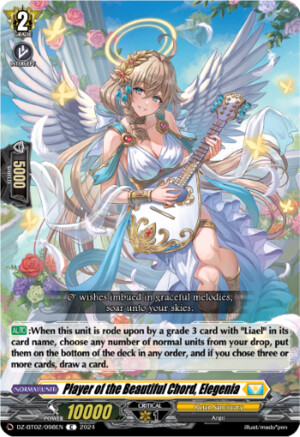 2
INTERCEPT
5000
SHIELD
O wishes imbued in graceful melodies,
soar unto your skies.
AUTO :When this unit is rode upon by a grade 3 card with "Liael" in its
card name, choose any number of normal units from your drop, put
them on the bottom of the deck in any order, and if you chose three
or more cards, draw a card.
NORMAL UNIT
Player of the Beautiful Chord, Elegenia
POWER
10000
CRITICAL
1
Keter Sanctuary
Angel
DZ-BT02/098EN C 2024